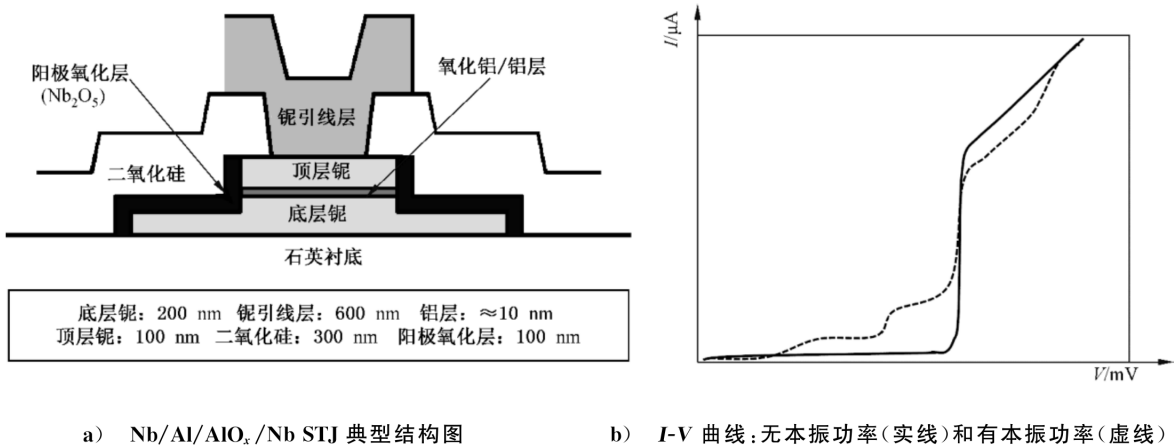 阳极氧化层
(Nb₂O₅)
氧化铝/铝层
铌引线层
二氧化硅
顶层铌
底层铌
石英衬底
底层铌：200 nm 铌引线层：600 nm 铝层：≈10 nm
顶层铌：100 nm 二氧化硅：300 nm 阳极氧化层：100 nm
a） Nb/Al/AlOₓ/Nb STJ 典型结构图
I/μA
V/mV
b） I-V 曲线：无本振功率(实线)和有本振功率(虚线)